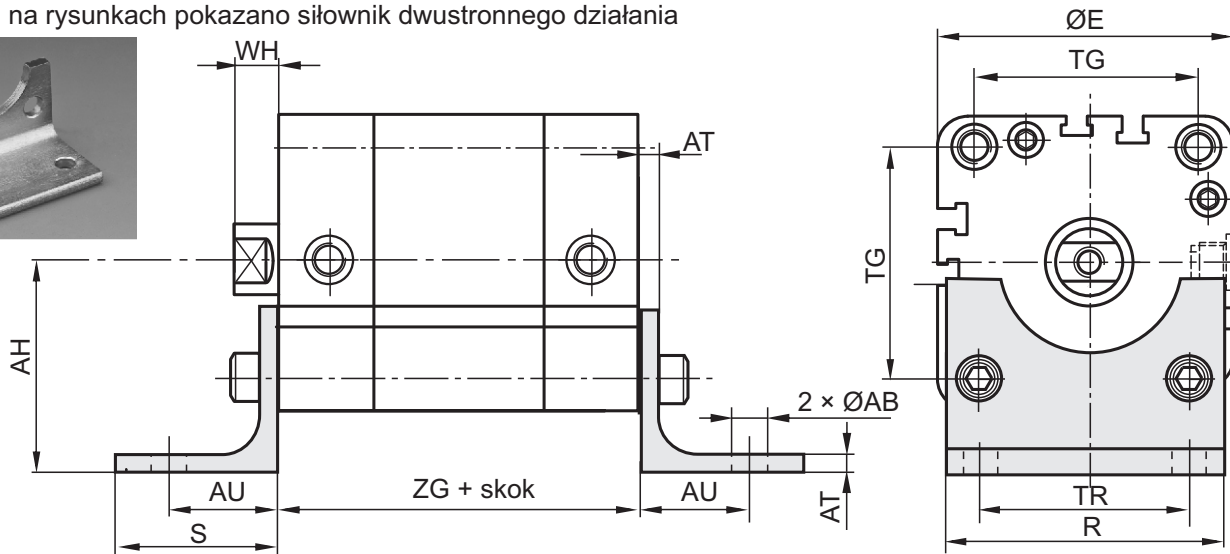 na rysunkach pokazano siłownik dwustronnego działania
ØE
WH
TG
AT
TG
AH
2 × ØAB
AU
ZG + skok
AU
AT
TR
S
R